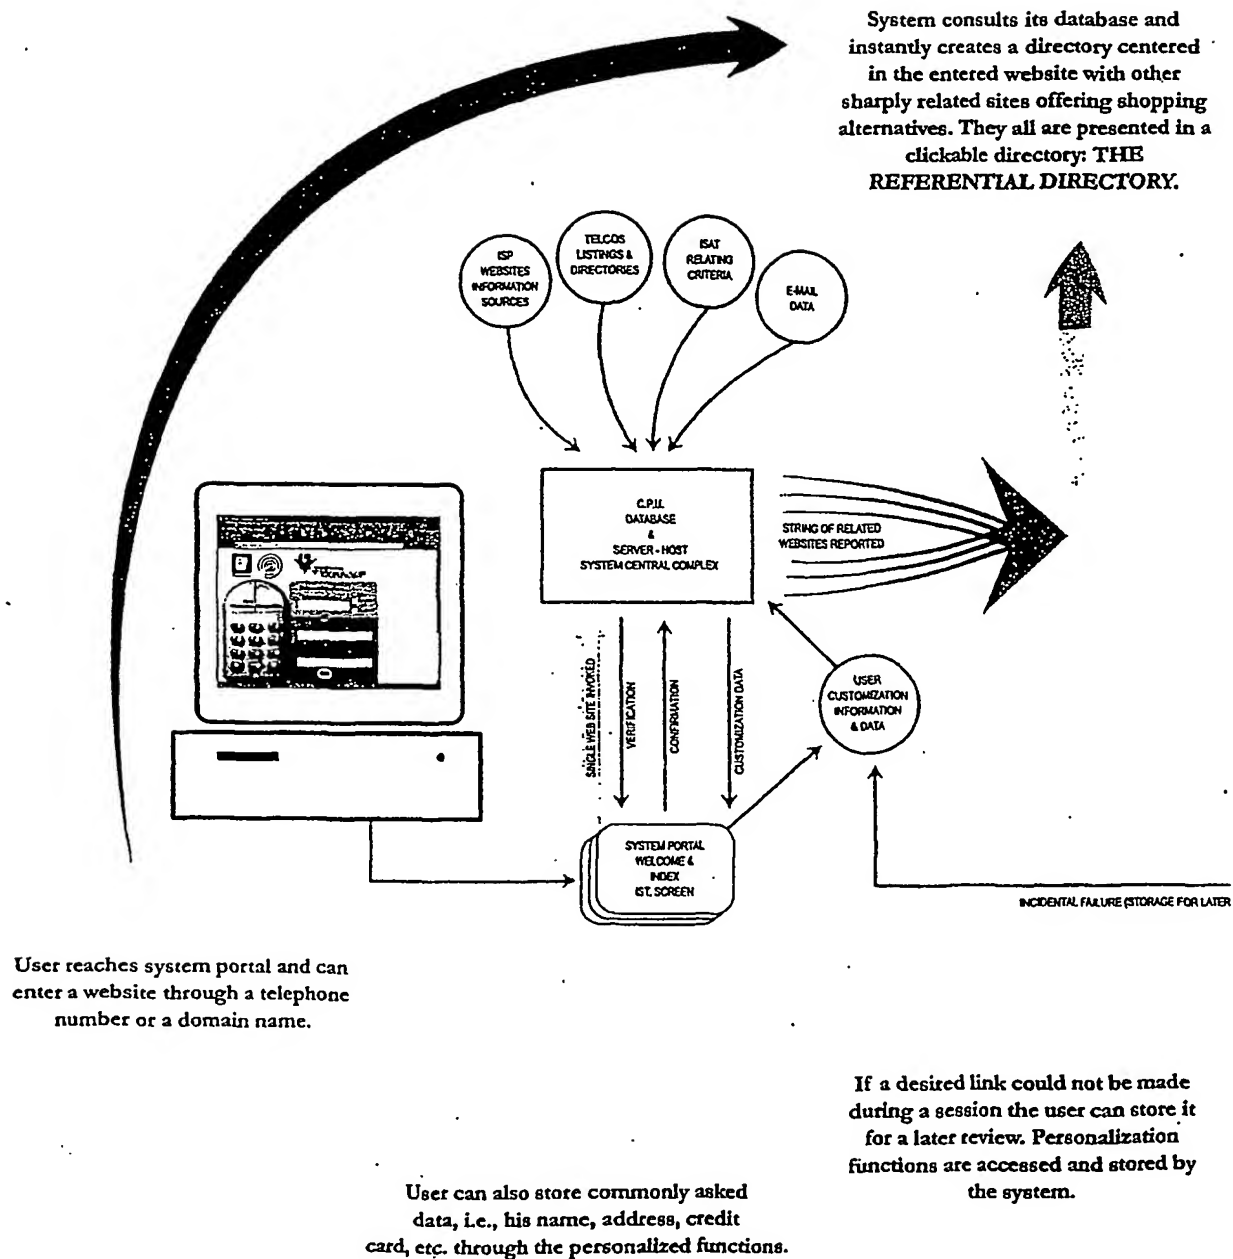 System consults its database and
instantly creates a directory centered
in the entered website with other
sharply related sites offering shopping
alternatives. They all are presented in a
clickable directory: THE
REFERENTIAL DIRECTORY.
ISP
WEBSITES
INFORMATION
SOURCES
TELCOS
LISTINGS &
DIRECTORIES
ISAT
RELATING
CRITERIA
E-MAIL
DATA
C.P.U.
DATABASE
&
SERVER - HOST
SYSTEM CENTRAL COMPLEX
STRING OF RELATED
WEBSITES REPORTED
SINGLE WEB SITE INVOKED
VERIFICATION
CONFIRMATION
CUSTOMIZATION DATA
USER
CUSTOMIZATION
INFORMATION
& DATA
SYSTEM PORTAL
WELCOME &
INDEX
IST. SCREEN
INCIDENTAL FAILURE (STORAGE FOR LATER
User reaches system portal and can
enter a website through a telephone
number or a domain name.
If a desired link could not be made
during a session the user can store it
for a later review. Personalization
functions are accessed and stored by
the system.
User can also store commonly asked
data, i.e., his name, address, credit
card, etc. through the personalized functions.